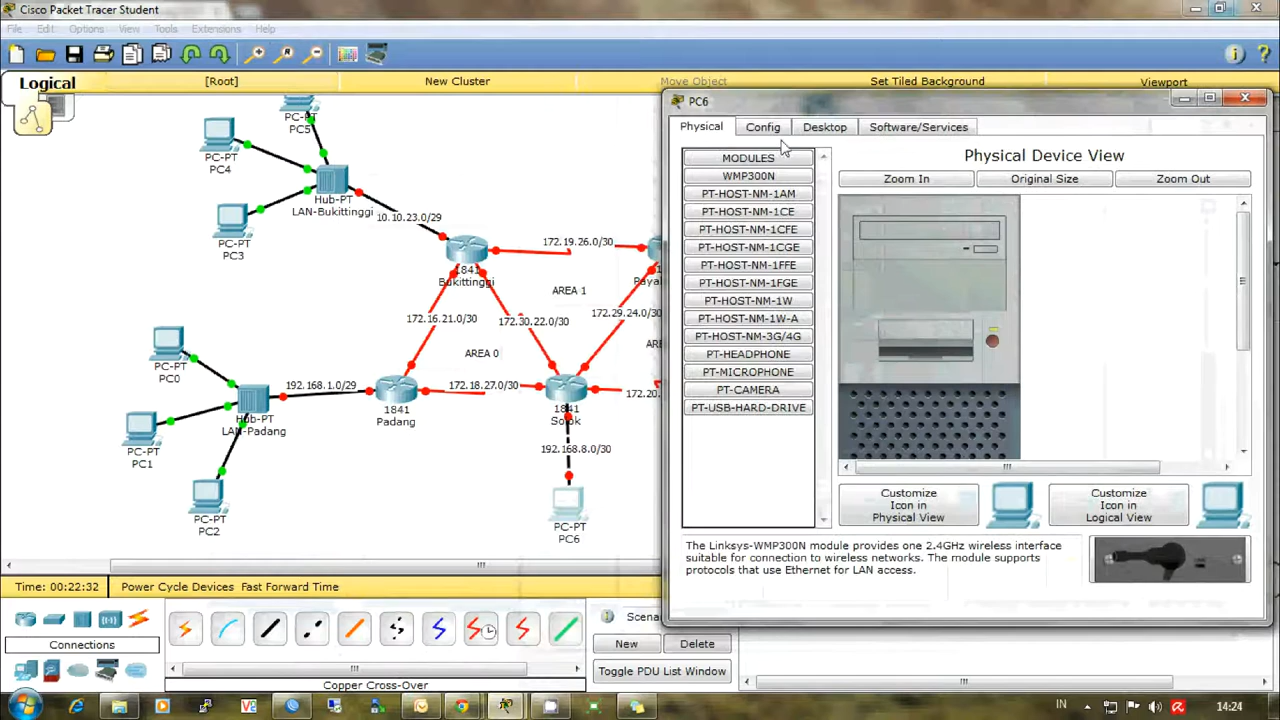 Cisco Packet Tracer Student
File Edit Options View Tools Extensions Help
Logical
[Root]
New Cluster
Move Object
Set Tiled Background
Viewport
PC5
PC-PT
PC4
Hub-PT
LAN-Bukittinggi
10.10.23.0/29
PC-PT
PC3
172.19.26.0/30
1841
Bukittinggi
AREA 1
172.16.21.0/30
172.30.22.0/30
172.29.24.0/30
AREA 0
PC-PT
PC0
192.168.1.0/29
172.18.27.0/30
172.20.
Hub-PT
LAN-Padang
1841
Padang
1841
Solok
PC-PT
PC1
192.168.8.0/30
PC-PT
PC2
PC-PT
PC6
PC6
Physical Config Desktop Software/Services
MODULES
WMP300N
PT-HOST-NM-1AM
PT-HOST-NM-1CE
PT-HOST-NM-1CFE
PT-HOST-NM-1CGE
PT-HOST-NM-1FFE
PT-HOST-NM-1FGE
PT-HOST-NM-1W
PT-HOST-NM-1W-A
PT-HOST-NM-3G/4G
PT-HEADPHONE
PT-MICROPHONE
PT-CAMERA
PT-USB-HARD-DRIVE
Physical Device View
Zoom In Original Size Zoom Out
Customize
Icon in
Physical View
Customize
Icon in
Logical View
The Linksys-WMP300N module provides one 2.4GHz wireless interface
suitable for connection to wireless networks. The module supports
protocols that use Ethernet for LAN access.
Time: 00:22:32 Power Cycle Devices Fast Forward Time
Connections
Copper Cross-Over
New Delete
Toggle PDU List Window
IN 14:24